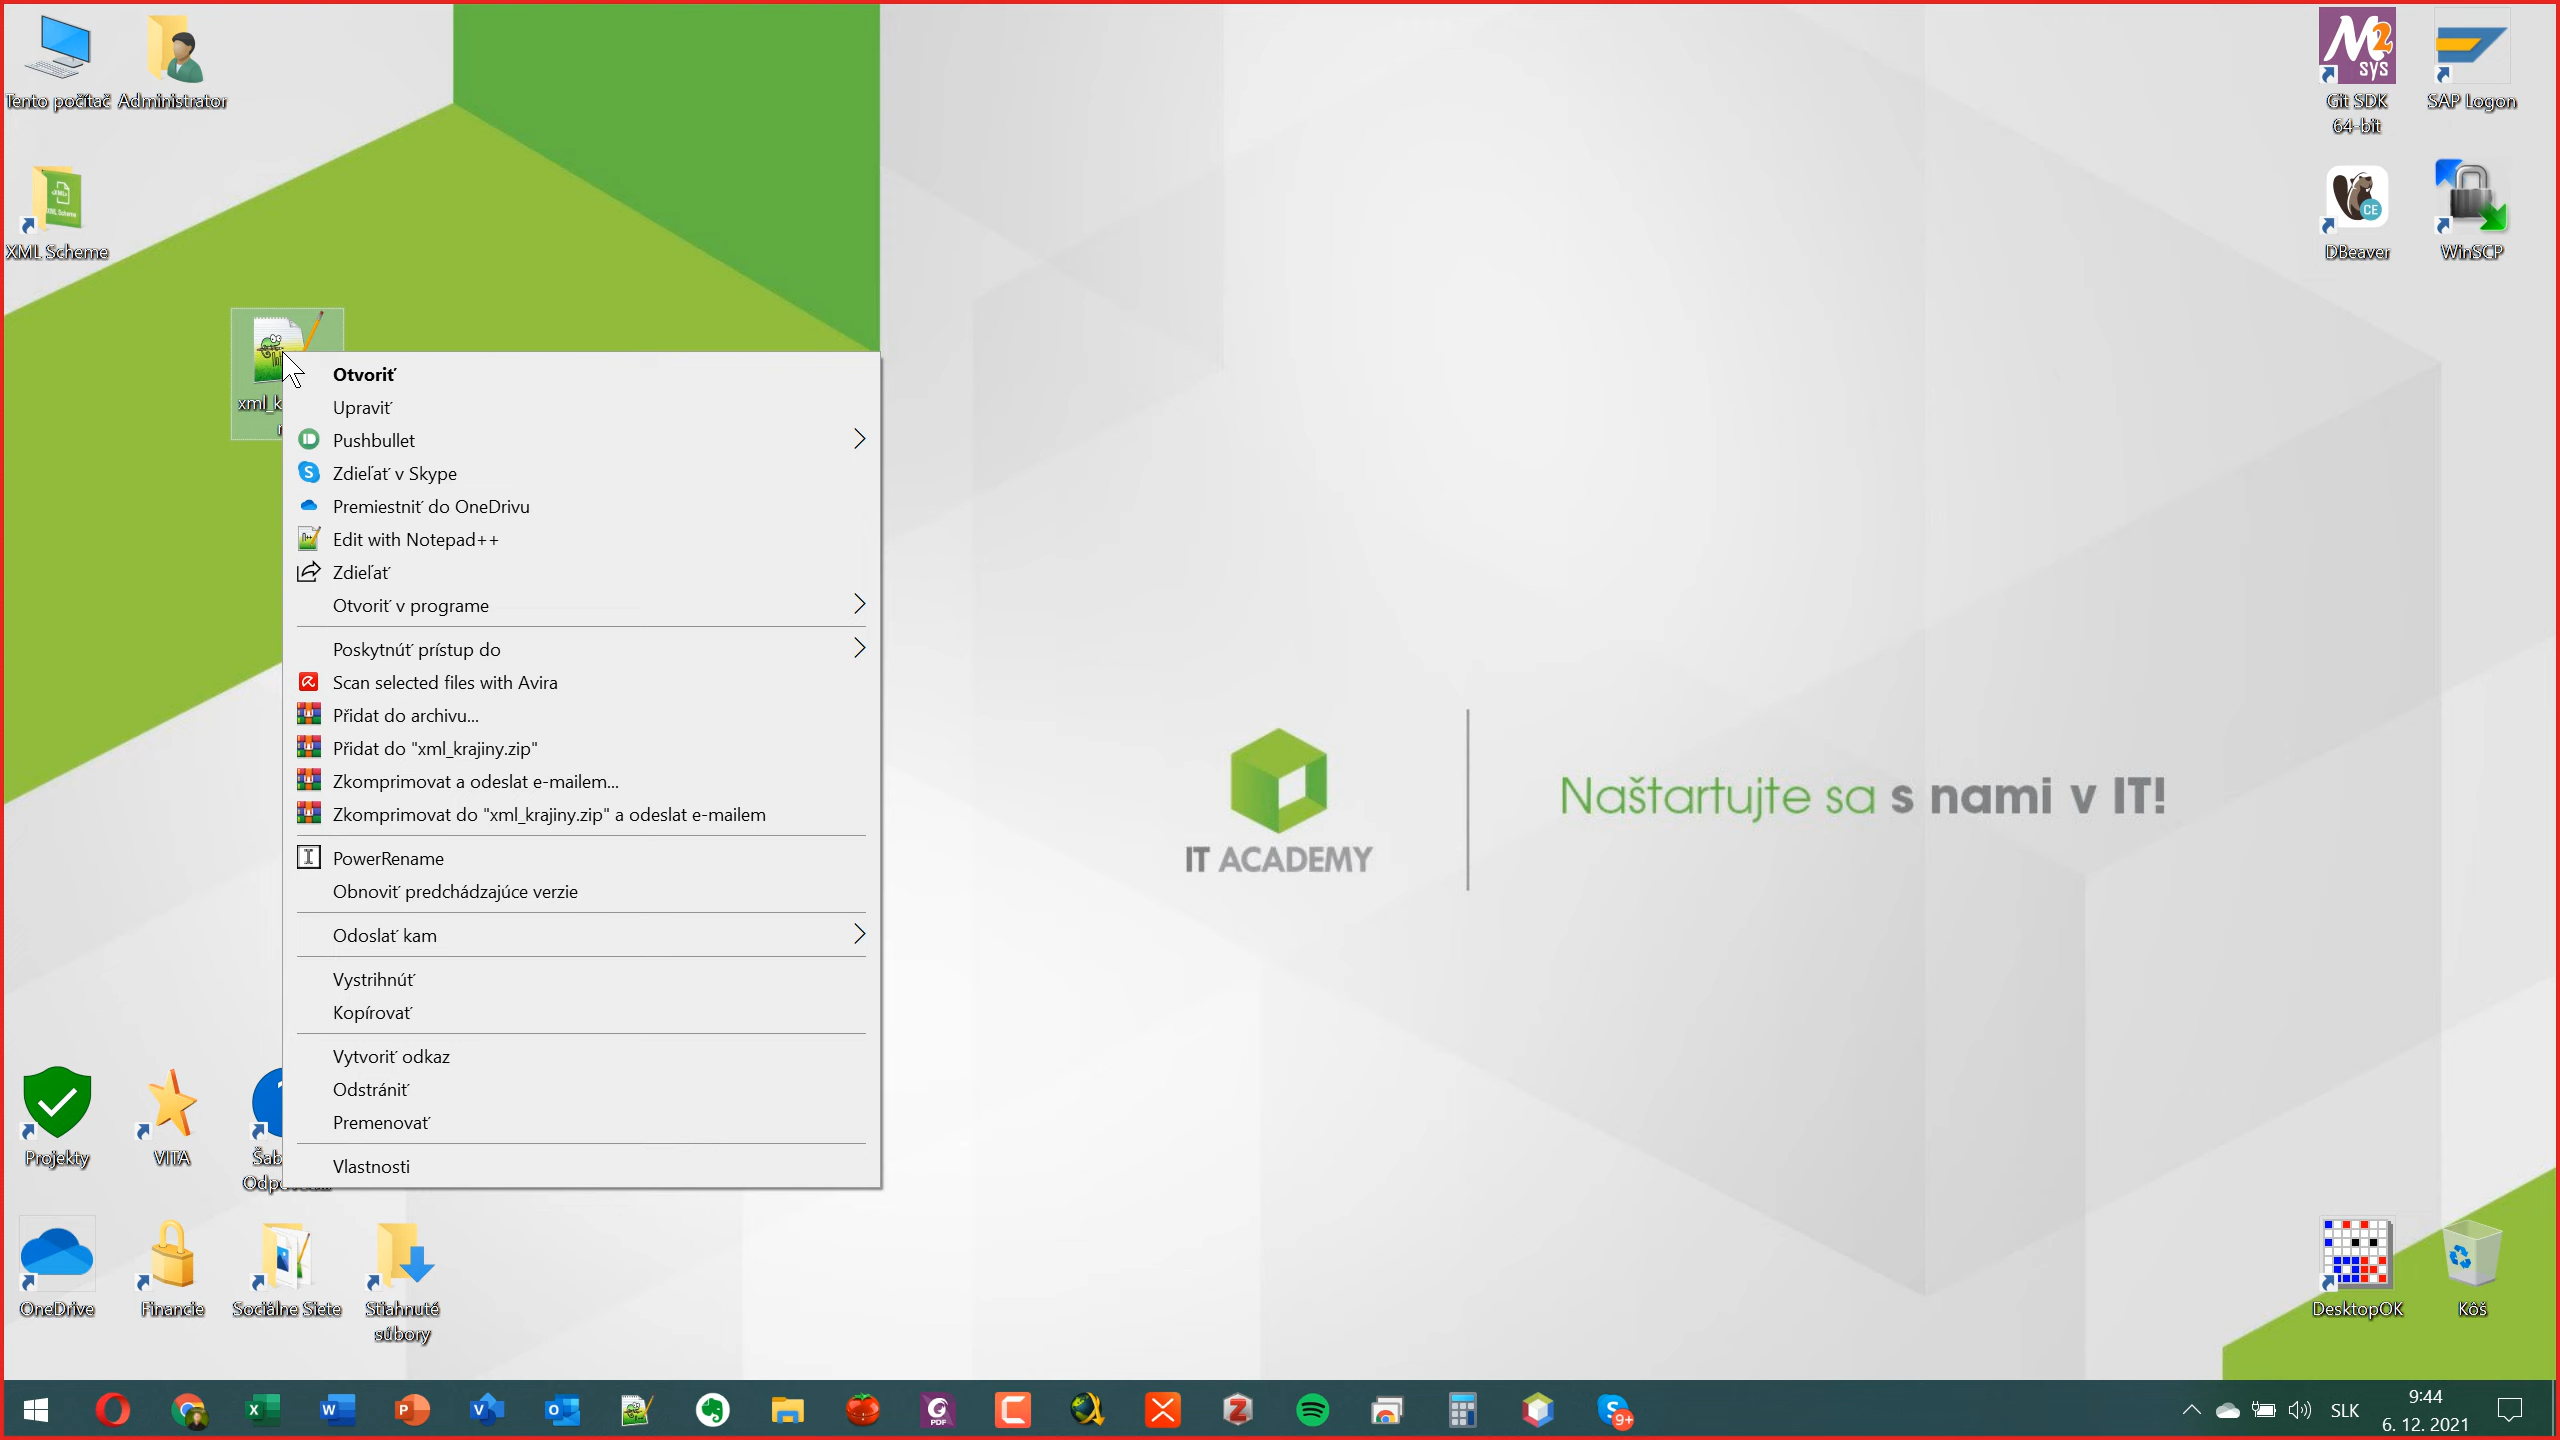 Tento počítač
Administrator
XML Scheme
Git SDK
64-bit
SAP Logon
DBeaver
WinSCP
Otvoriť
Upraviť
Pushbullet
Zdieľať v Skype
Premiestniť do OneDrivu
Edit with Notepad++
Zdieľať
Otvoriť v programe
Poskytnúť prístup do
Scan selected files with Avira
Přidat do archivu...
Přidat do "xml_krajiny.zip"
Zkomprimovat a odeslat e-mailem...
Zkomprimovat do "xml_krajiny.zip" a odeslat e-mailem
PowerRename
Obnoviť predchádzajúce verzie
Odoslať kam
Vystrihnúť
Kopírovať
Vytvoriť odkaz
Odstrániť
Premenovať
Vlastnosti
IT ACADEMY
Naštartujte sa s nami v IT!
Projekty
VITA
OneDrive
Financie
Sociálne Siete
Stiahnuté
súbory
DesktopOK
Kôš
SLK
9:44
6. 12. 2021